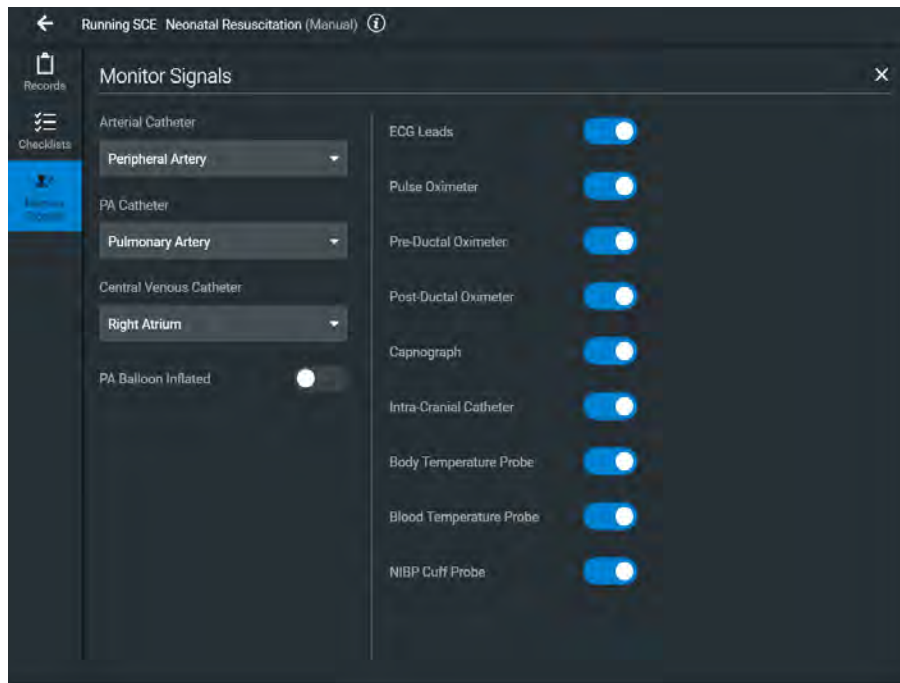 Running SCE Neonatal Resuscitation (Manual)
Records
Checklists
Monitor Signals
Arterial Catheter
Peripheral Artery
PA Catheter
Pulmonary Artery
Central Venous Catheter
Right Atrium
PA Balloon Inflated
ECG Leads
Pulse Oximeter
Pre-Ductal Oximeter
Post-Ductal Oximeter
Capnograph
Intra-Cranial Catheter
Body Temperature Probe
Blood Temperature Probe
NIBP Cuff Probe